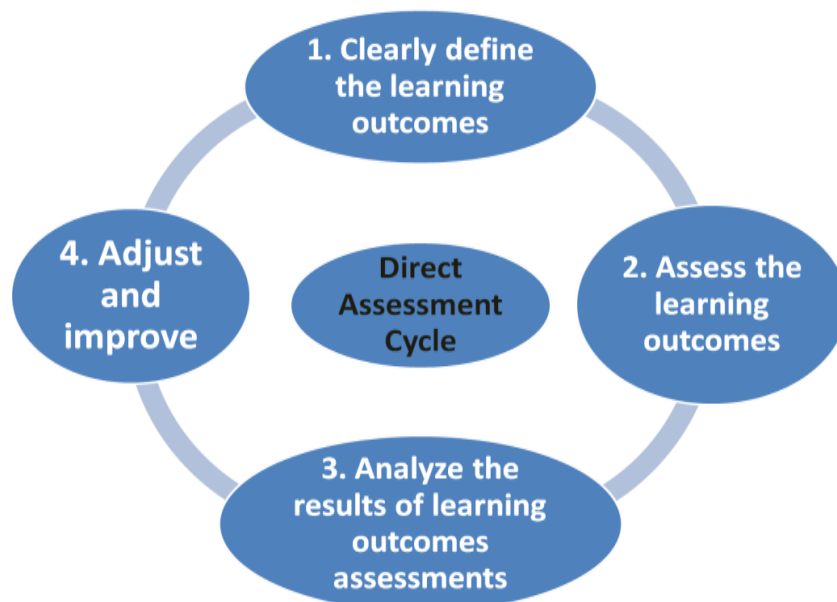 1. Clearly define
the learning
outcomes
2. Assess the
learning
outcomes
3. Analyze the
results of learning
outcomes
assessments
4. Adjust
and
improve
Direct
Assessment
Cycle